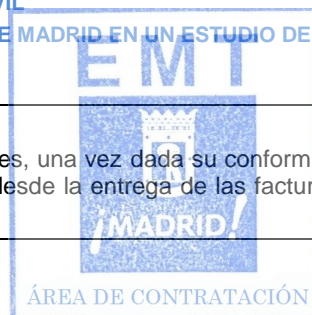 VIL
E MADRID EN UN ESTUDIO DE
EMT
es, una vez dada su conform
desde la entrega de las factur
¡MADRID!
ÁREA DE CONTRATACIÓN